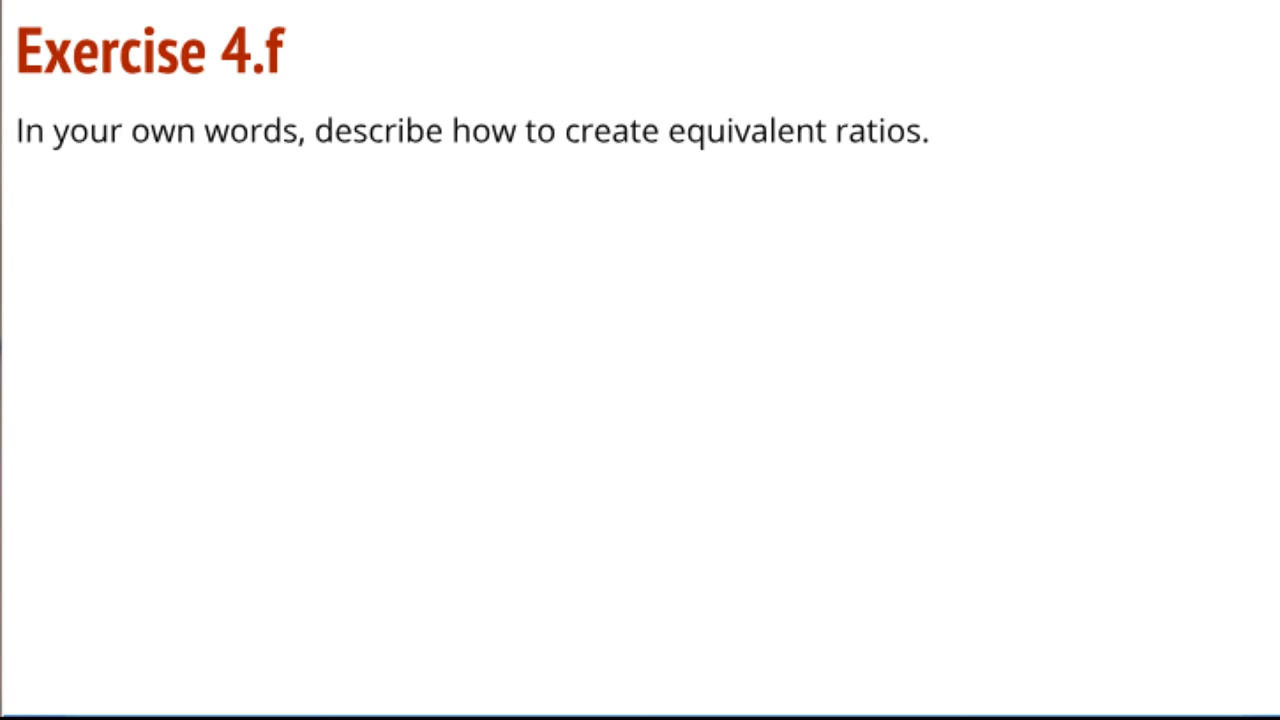 Exercise 4.f
In your own words, describe how to create equivalent ratios.